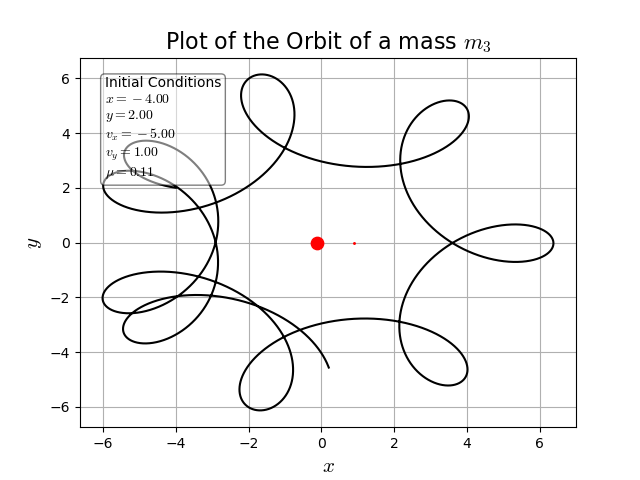 Plot of the Orbit of a mass m₃
Initial Conditions
x = −4.00
y = 2.00
vₓ = −5.00
v_y = 1.00
μ = 0.11
6
4
2
0
−2
−4
−6
y
−6
−4
−2
0
2
4
6
x